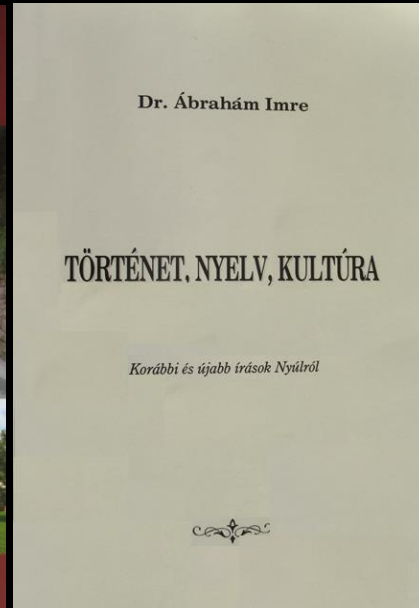 Dr. Ábrahám Imre
TÖRTÉNET, NYELV, KULTÚRA
Korábbi és újabb írások Nyúlról